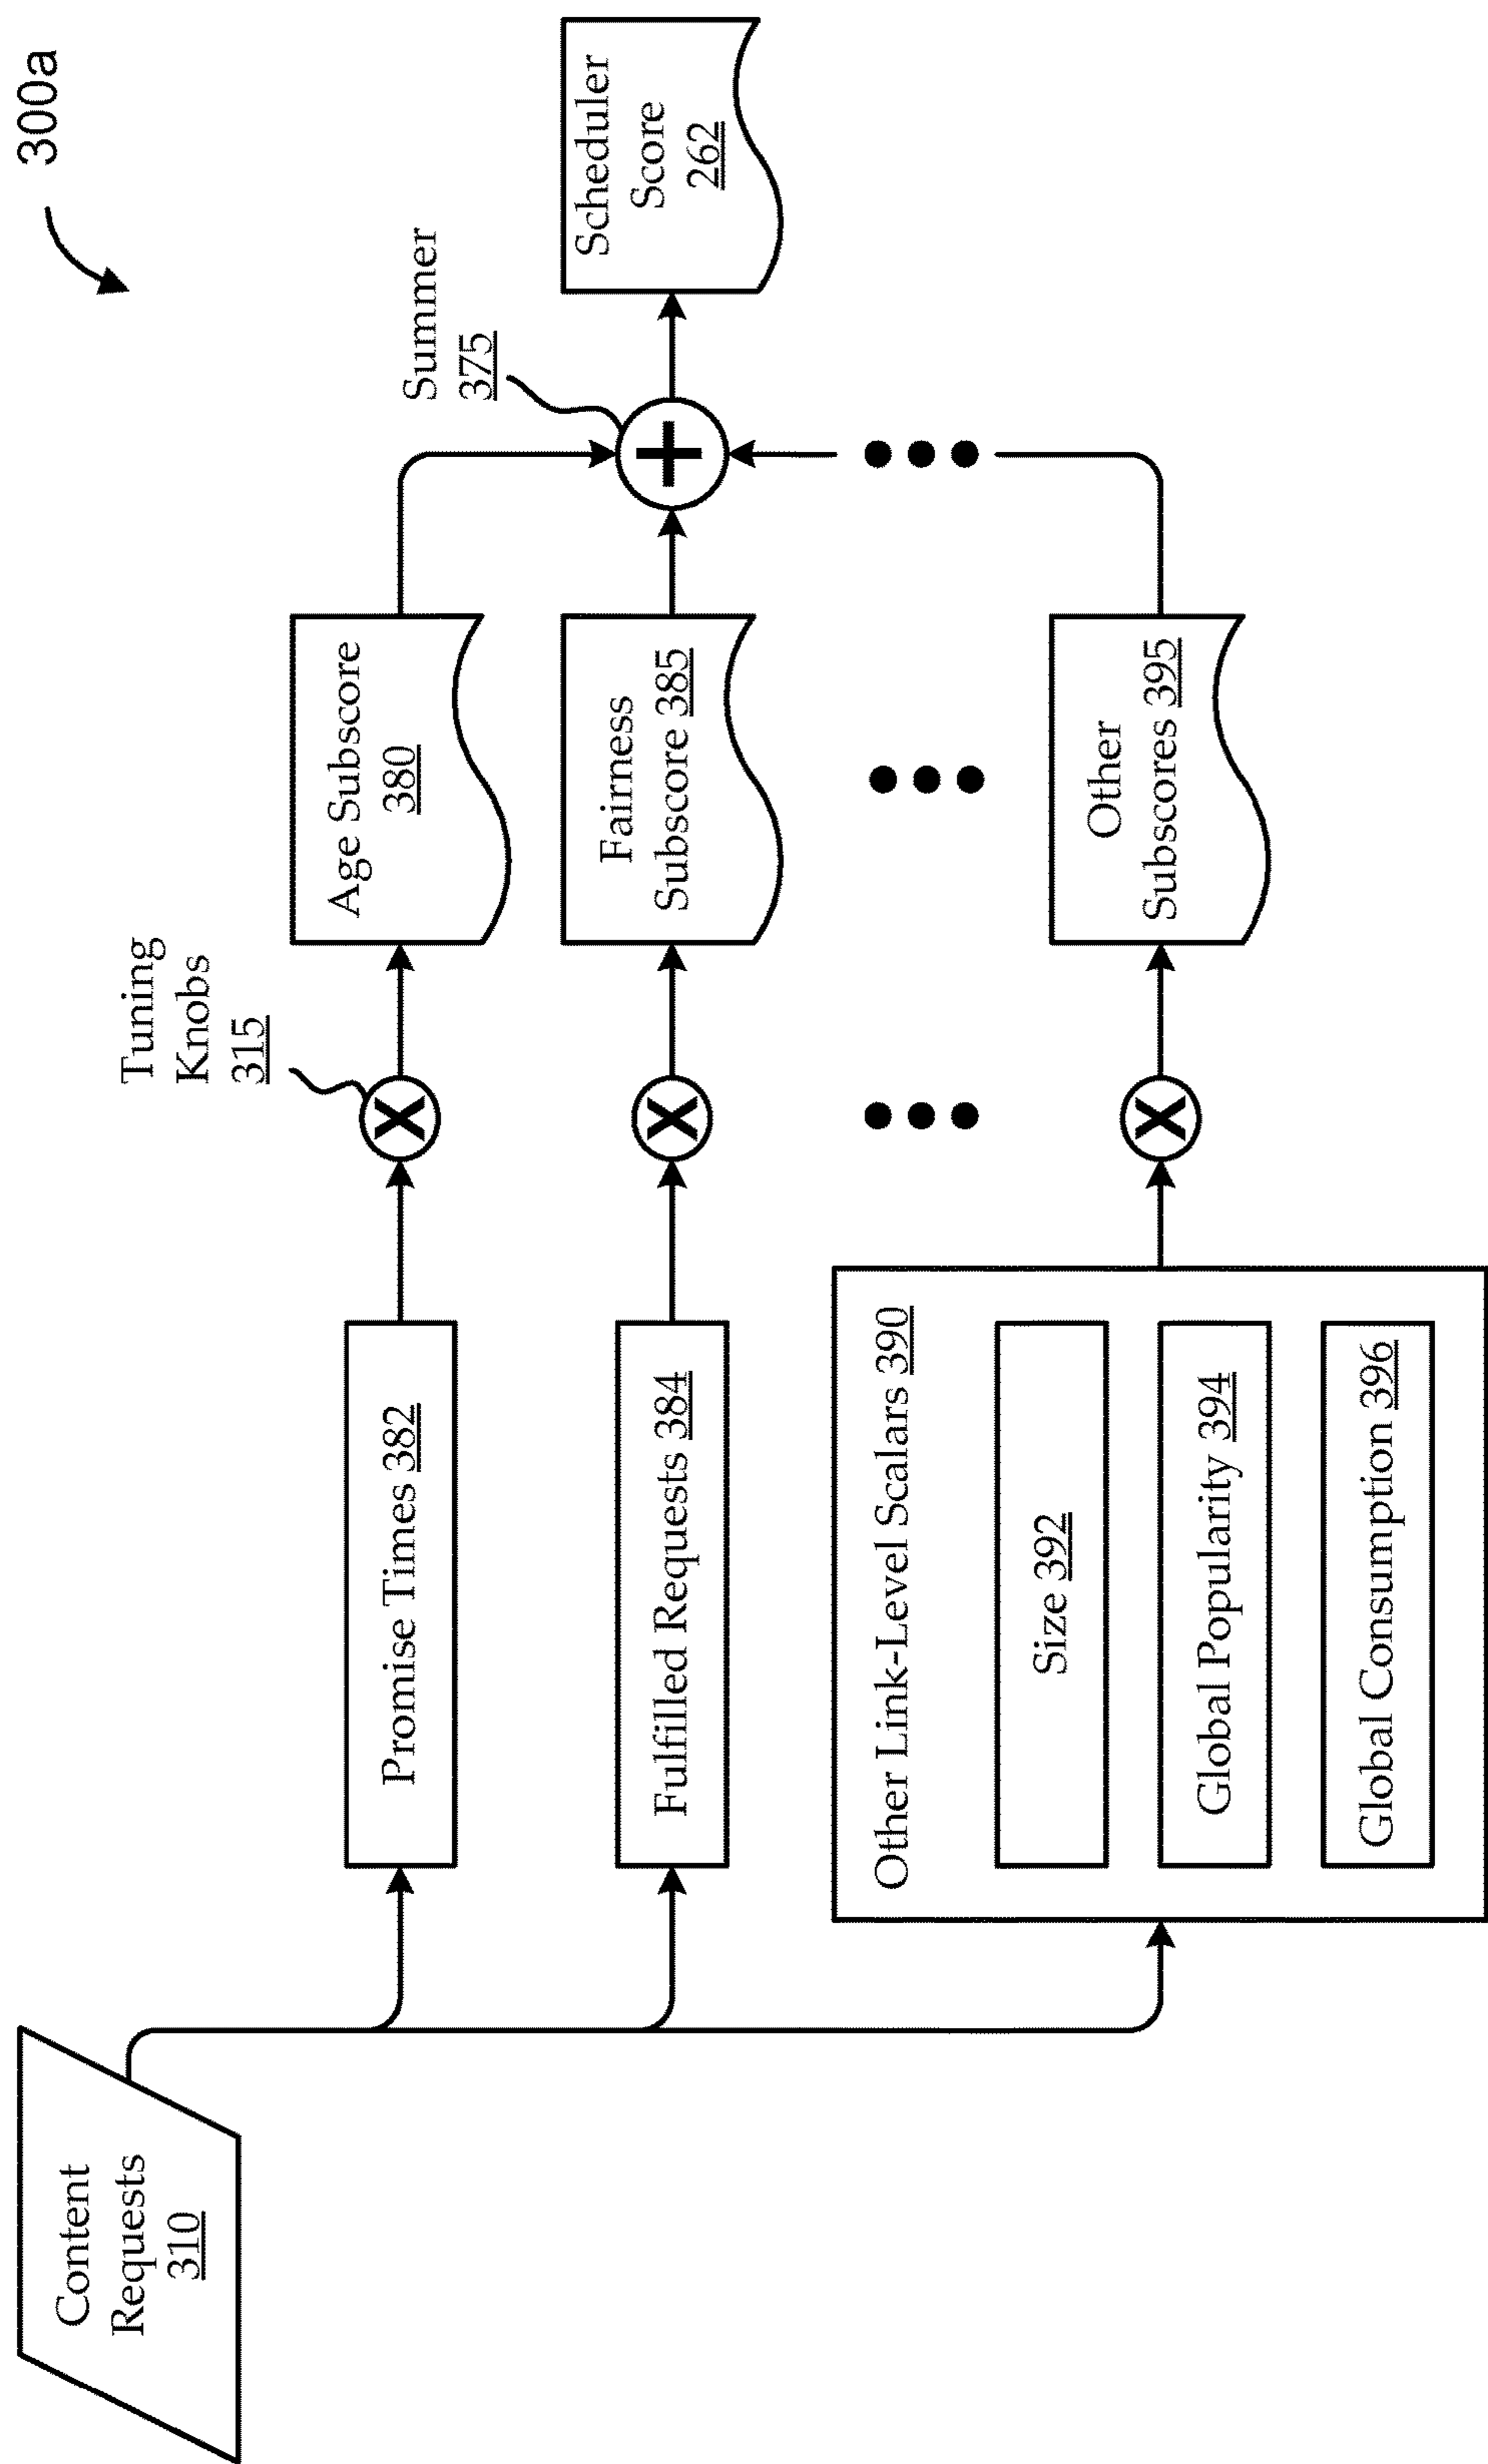 300a
Content
Requests
310
Tuning
Knobs
315
Summer
375
Promise Times 382
Age Subscore
380
Fulfilled Requests 384
Fairness
Subscore 385
Scheduler
Score
262
Other Link-Level Scalars 390
Size 392
Global Popularity 394
Global Consumption 396
Other
Subscores 395
X
X
X
+